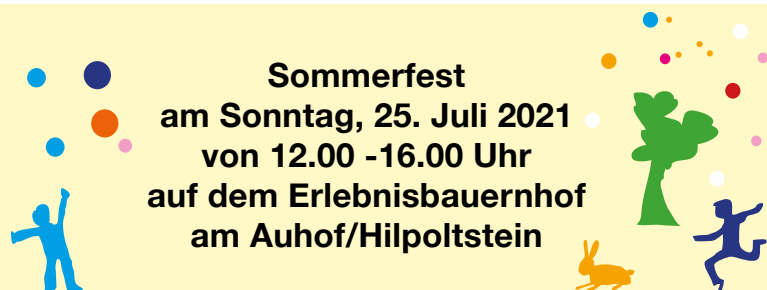 Sommerfest
am Sonntag, 25. Juli 2021
von 12.00 -16.00 Uhr
auf dem Erlebnisbauernhof
am Auhof/Hilpoltstein